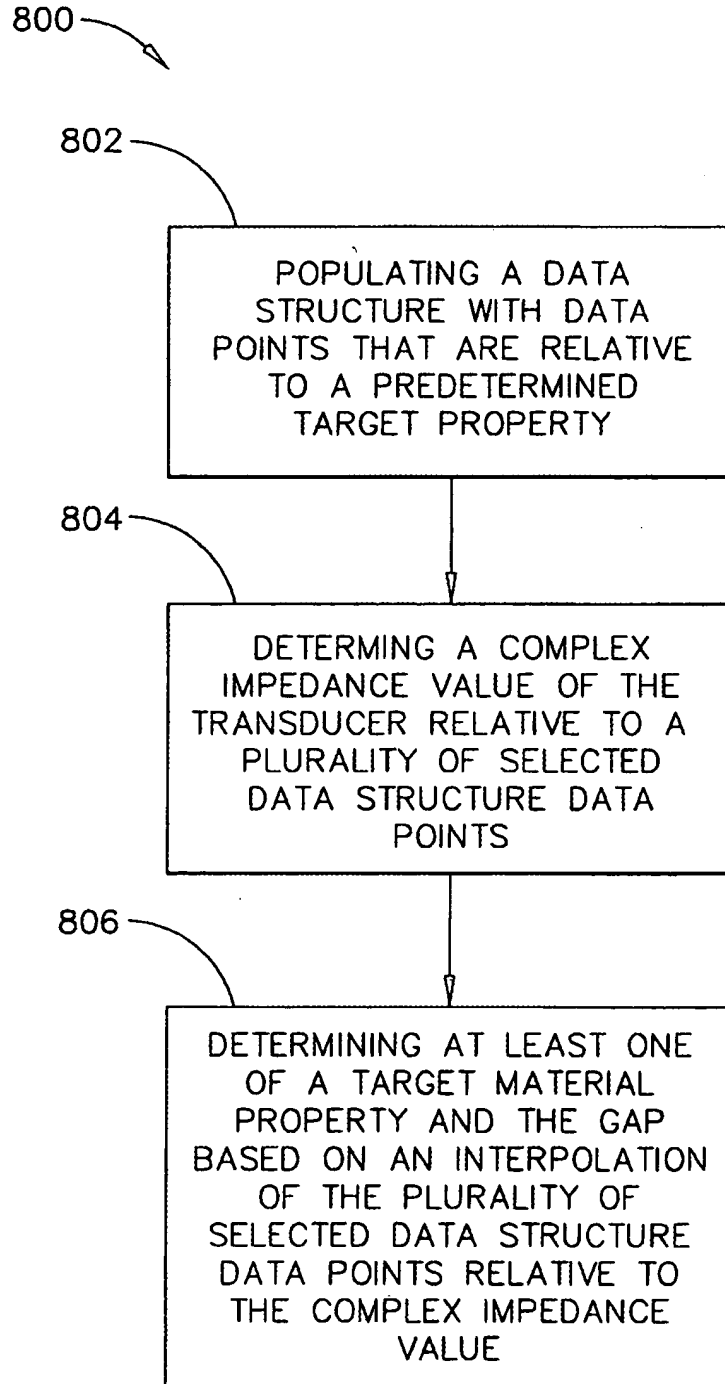 800
802
POPULATING A DATA
STRUCTURE WITH DATA
POINTS THAT ARE RELATIVE
TO A PREDETERMINED
TARGET PROPERTY
804
DETERMING A COMPLEX
IMPEDANCE VALUE OF THE
TRANSDUCER RELATIVE TO A
PLURALITY OF SELECTED
DATA STRUCTURE DATA
POINTS
806
DETERMINING AT LEAST ONE
OF A TARGET MATERIAL
PROPERTY AND THE GAP
BASED ON AN INTERPOLATION
OF THE PLURALITY OF
SELECTED DATA STRUCTURE
DATA POINTS RELATIVE TO
THE COMPLEX IMPEDANCE
VALUE